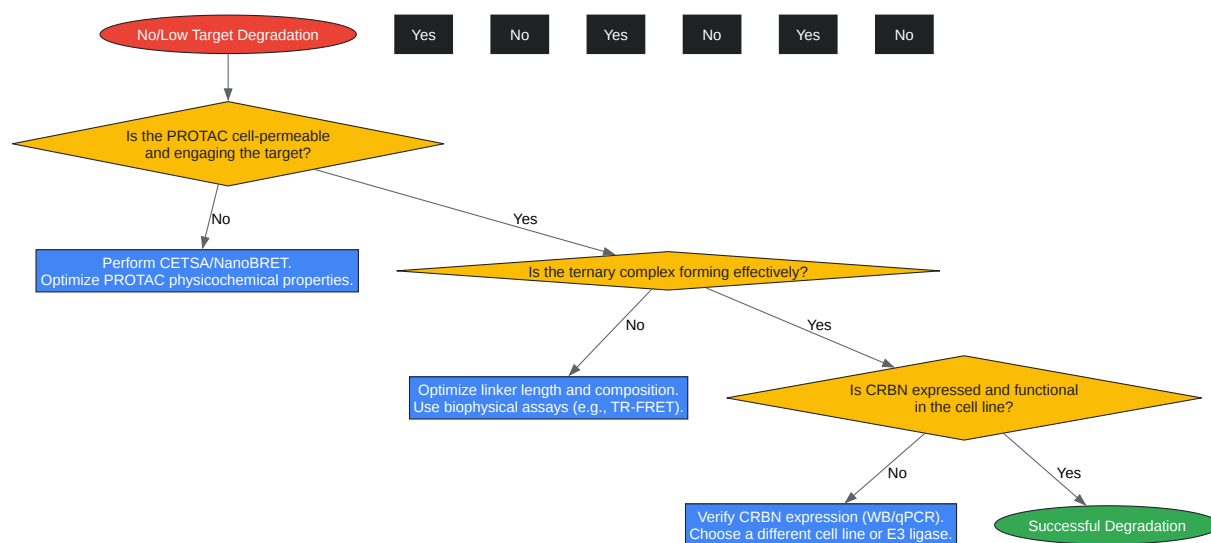 No/Low Target Degradation
Yes
No
Yes
No
Yes
No
Is the PROTAC cell-permeable
and engaging the target?
No
Yes
Perform CETSA/NanoBRET.
Optimize PROTAC physicochemical properties.
Is the ternary complex forming effectively?
No
Yes
Optimize linker length and composition.
Use biophysical assays (e.g., TR-FRET).
Is CRBN expressed and functional
in the cell line?
No
Yes
Verify CRBN expression (WB/qPCR).
Choose a different cell line or E3 ligase.
Successful Degradation